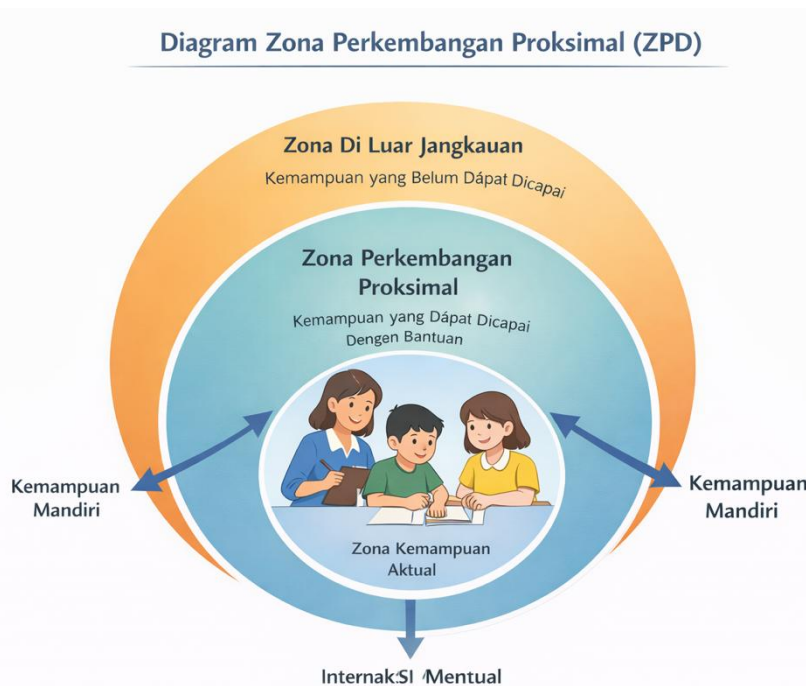 Diagram Zona Perkembangan Proksimal (ZPD)
Zona Di Luar Jangkauan
Kemampuan yang Belum Dápat Dicapai
Zona Perkembangan
Proksimal
Kemampuan yang Dápat Dicapai
Dengen Bantuan
Kemampuan
Mandiri
Kemampuan
Mandiri
Zona Kemampuan
Aktual
Internak:SI /Mentual